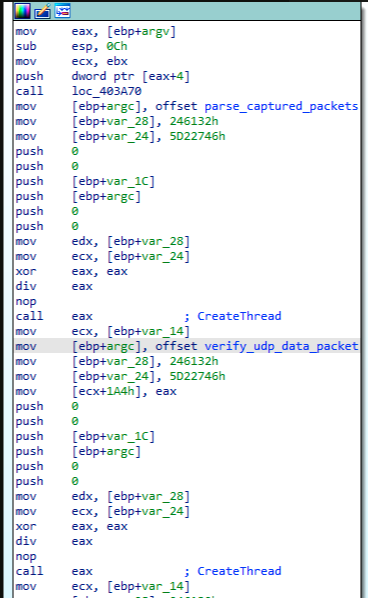 mov eax, [ebp+argv]
sub esp, 0Ch
mov ecx, ebx
push dword ptr [eax+4]
call loc_403A70
mov [ebp+argc], offset parse_captured_packets
mov [ebp+var_28], 246132h
mov [ebp+var_24], 5D22746h
push 0
push 0
push [ebp+var_1C]
push [ebp+argc]
push 0
push 0
mov edx, [ebp+var_28]
mov ecx, [ebp+var_24]
xor eax, eax
div eax
nop
call eax ; CreateThread
mov ecx, [ebp+var_14]
mov [ebp+argc], offset verify_udp_data_packet
mov [ebp+var_28], 246132h
mov [ebp+var_24], 5D22746h
mov [ecx+1A4h], eax
push 0
push 0
push [ebp+var_1C]
push [ebp+argc]
push 0
push 0
mov edx, [ebp+var_28]
mov ecx, [ebp+var_24]
xor eax, eax
div eax
nop
call eax ; CreateThread
mov ecx, [ebp+var_14]